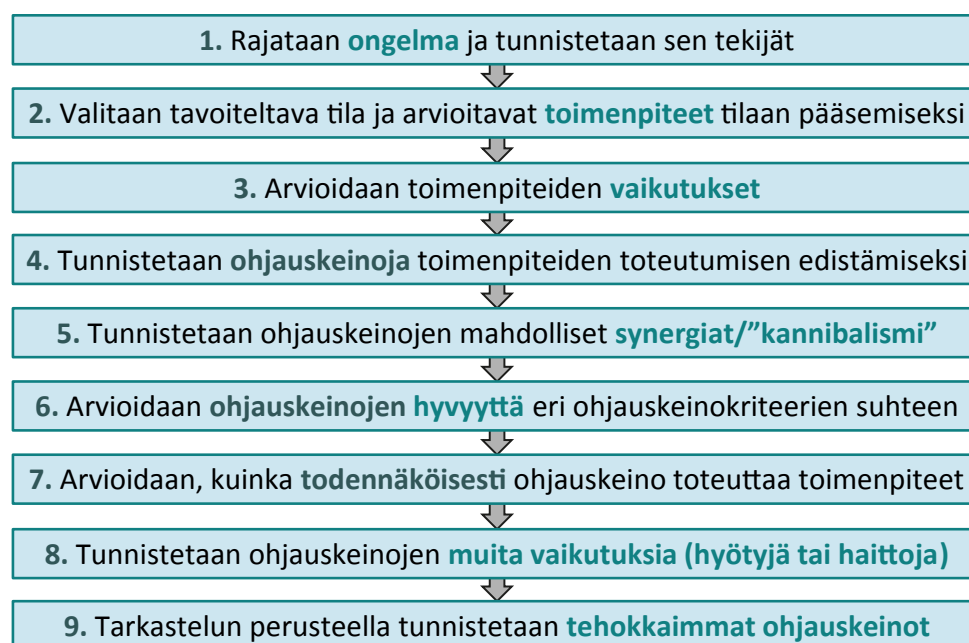 1. Rajataan ongelma ja tunnistetaan sen tekijät
2. Valitaan tavoiteltava tila ja arvioitavat toimenpiteet tilaan pääsemiseksi
3. Arvioidaan toimenpiteiden vaikutukset
4. Tunnistetaan ohjauskeinoja toimenpiteiden toteutumisen edistämiseksi
5. Tunnistetaan ohjauskeinojen mahdolliset synergiat/”kannibalismi”
6. Arvioidaan ohjauskeinojen hyvyyttä eri ohjauskeinokriteerien suhteen
7. Arvioidaan, kuinka todennäköisesti ohjauskeino toteuttaa toimenpiteet
8. Tunnistetaan ohjauskeinojen muita vaikutuksia (hyötyjä tai haittoja)
9. Tarkastelun perusteella tunnistetaan tehokkaimmat ohjauskeinot